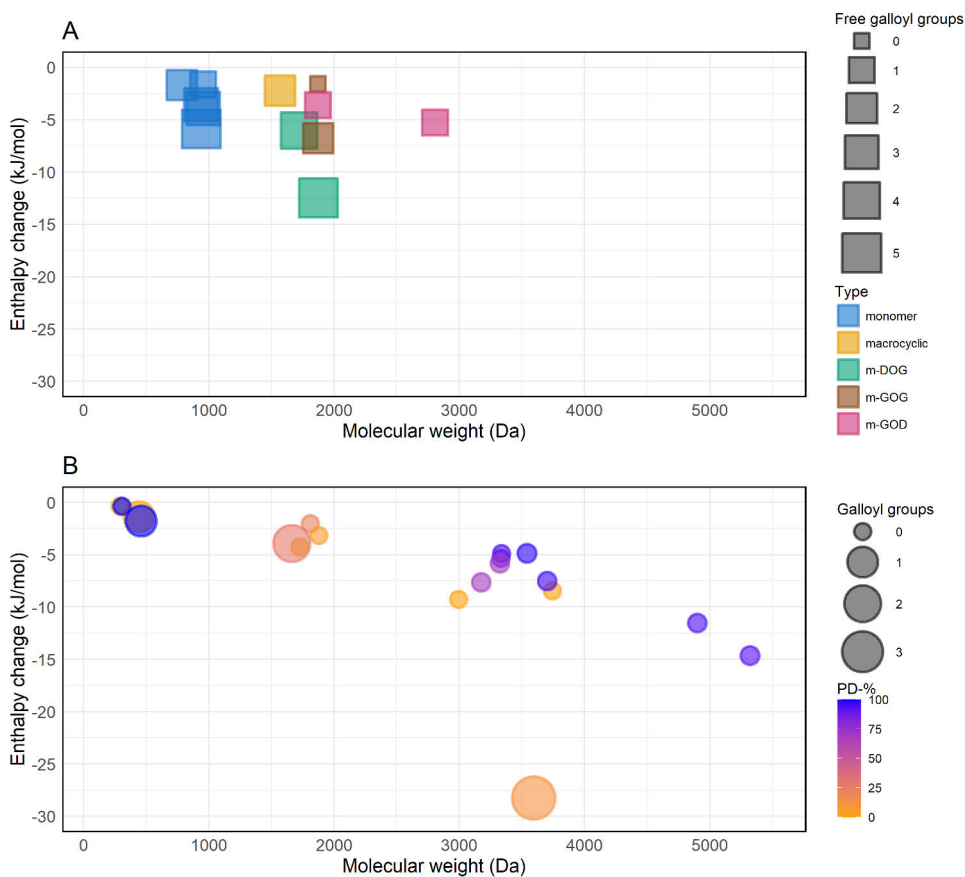 A
Enthalpy change (kJ/mol)
0
-5
-10
-15
-20
-25
-30
0 1000 2000 3000 4000 5000
Molecular weight (Da)
Free galloyl groups
0
1
2
3
4
5
Type
monomer
macrocyclic
m-DOG
m-GOG
m-GOD
B
Enthalpy change (kJ/mol)
0
-5
-10
-15
-20
-25
-30
0 1000 2000 3000 4000 5000
Molecular weight (Da)
Galloyl groups
0
1
2
3
PD-%
100
75
50
25
0